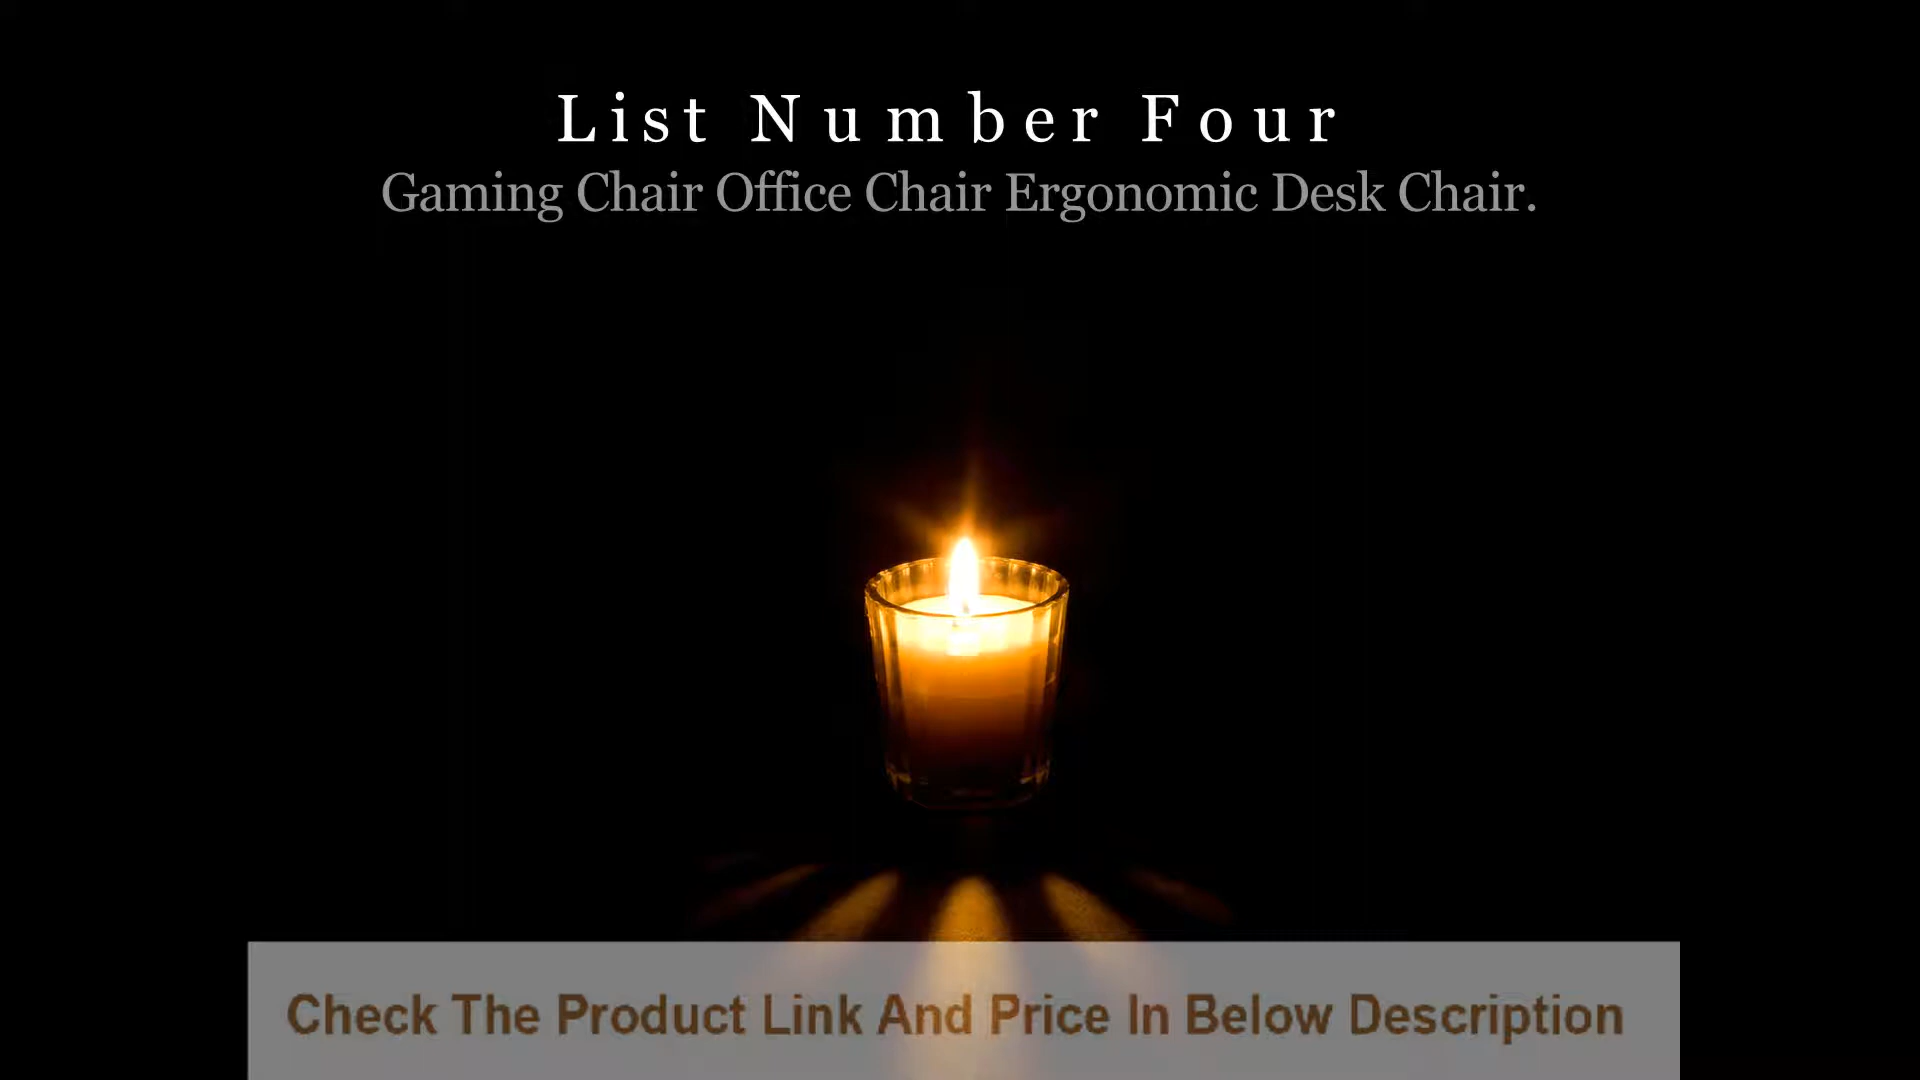 List Number Four
Gaming Chair Office Chair Ergonomic Desk Chair.
Check The Product Link And Price In Below Description